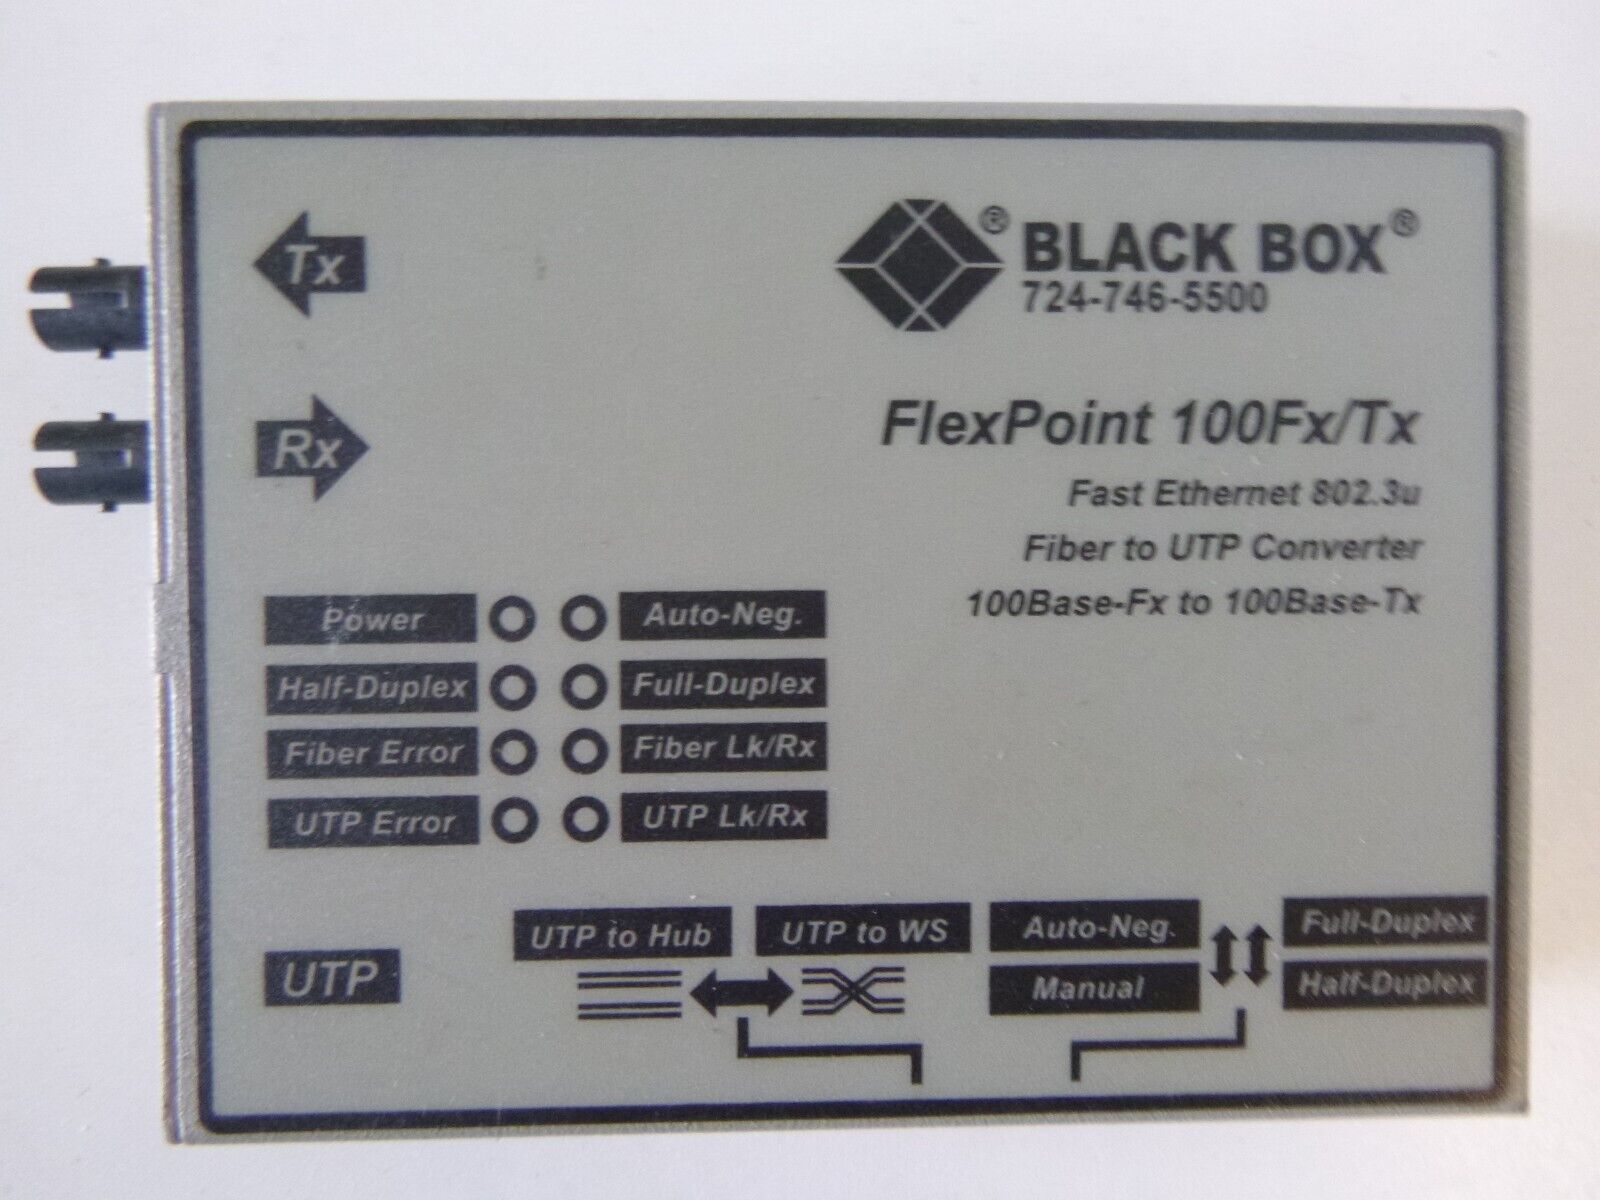 Tx
® BLACK BOX®
724-746-5500
Rx
FlexPoint 100Fx/Tx
Fast Ethernet 802.3u
Fiber to UTP Converter
100Base-Fx to 100Base-Tx
Power Auto-Neg.
Half-Duplex Full-Duplex
Fiber Error Fiber Lk/Rx
UTP Error UTP Lk/Rx
UTP
UTP to Hub UTP to WS
Auto-Neg. Full-Duplex
Manual Half-Duplex